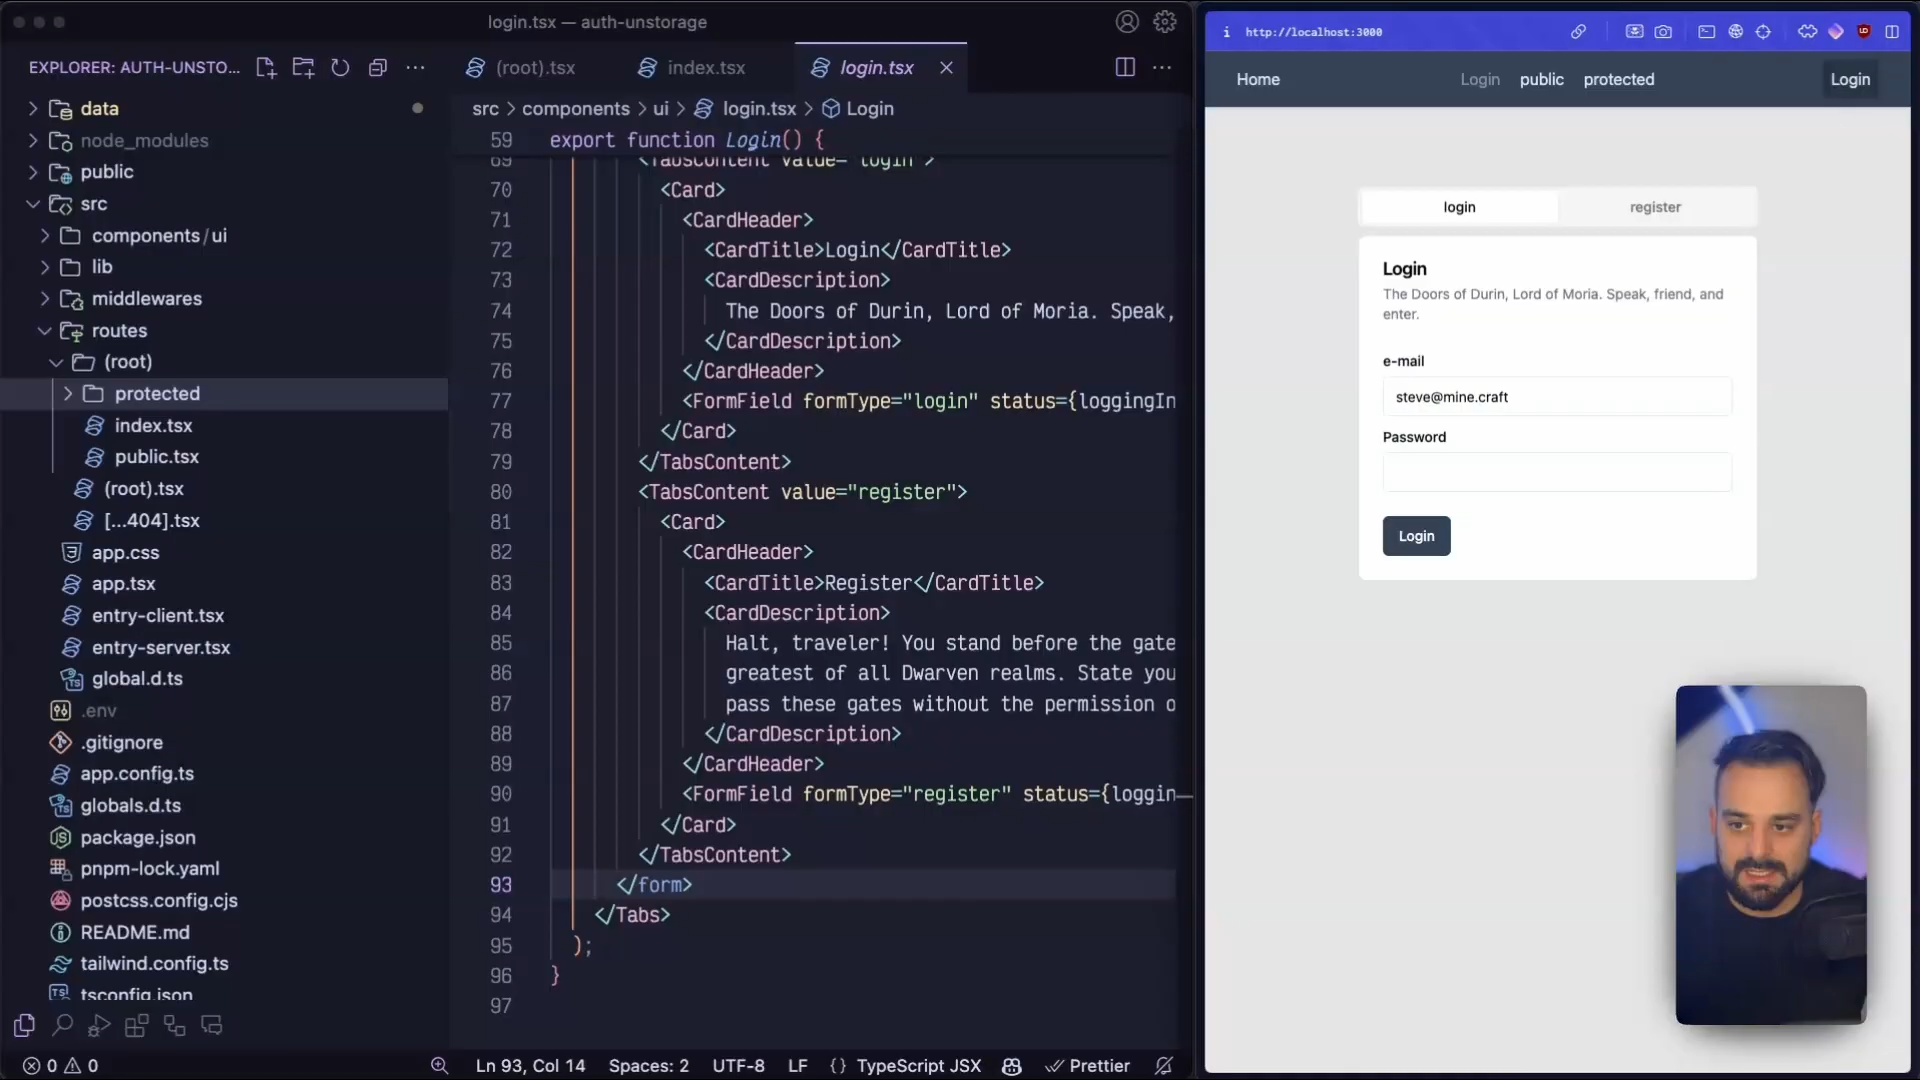 login.tsx — auth-unstorage
EXPLORER: AUTH-UNSTO...
data
node_modules
public
src
components/ui
lib
middlewares
routes
(root)
protected
index.tsx
public.tsx
(root).tsx
[...404].tsx
app.css
app.tsx
entry-client.tsx
entry-server.tsx
global.d.ts
.env
.gitignore
app.config.ts
globals.d.ts
package.json
pnpm-lock.yaml
postcss.config.cjs
README.md
tailwind.config.ts
tsconfig.json
(root).tsx index.tsx login.tsx
src > components > ui > login.tsx > Login
59 export function Login() {
69 <TabsContent value="login">
70 <Card>
71 <CardHeader>
72 <CardTitle>Login</CardTitle>
73 <CardDescription>
74 The Doors of Durin, Lord of Moria. Speak,
75 </CardDescription>
76 </CardHeader>
77 <FormField formType="login" status={loggingIn
78 </Card>
79 </TabsContent>
80 <TabsContent value="register">
81 <Card>
82 <CardHeader>
83 <CardTitle>Register</CardTitle>
84 <CardDescription>
85 Halt, traveler! You stand before the gate
86 greatest of all Dwarven realms. State you
87 pass these gates without the permission o
88 </CardDescription>
89 </CardHeader>
90 <FormField formType="register" status={loggin
91 </Card>
92 </TabsContent>
93 </form>
94 </Tabs>
95 );
96 }
97
0 0 Ln 93, Col 14 Spaces: 2 UTF-8 LF {} TypeScript JSX Prettier
http://localhost:3000
Home Login public protected Login
login register
Login
The Doors of Durin, Lord of Moria. Speak, friend, and
enter.
e-mail
steve@mine.craft
Password
Login